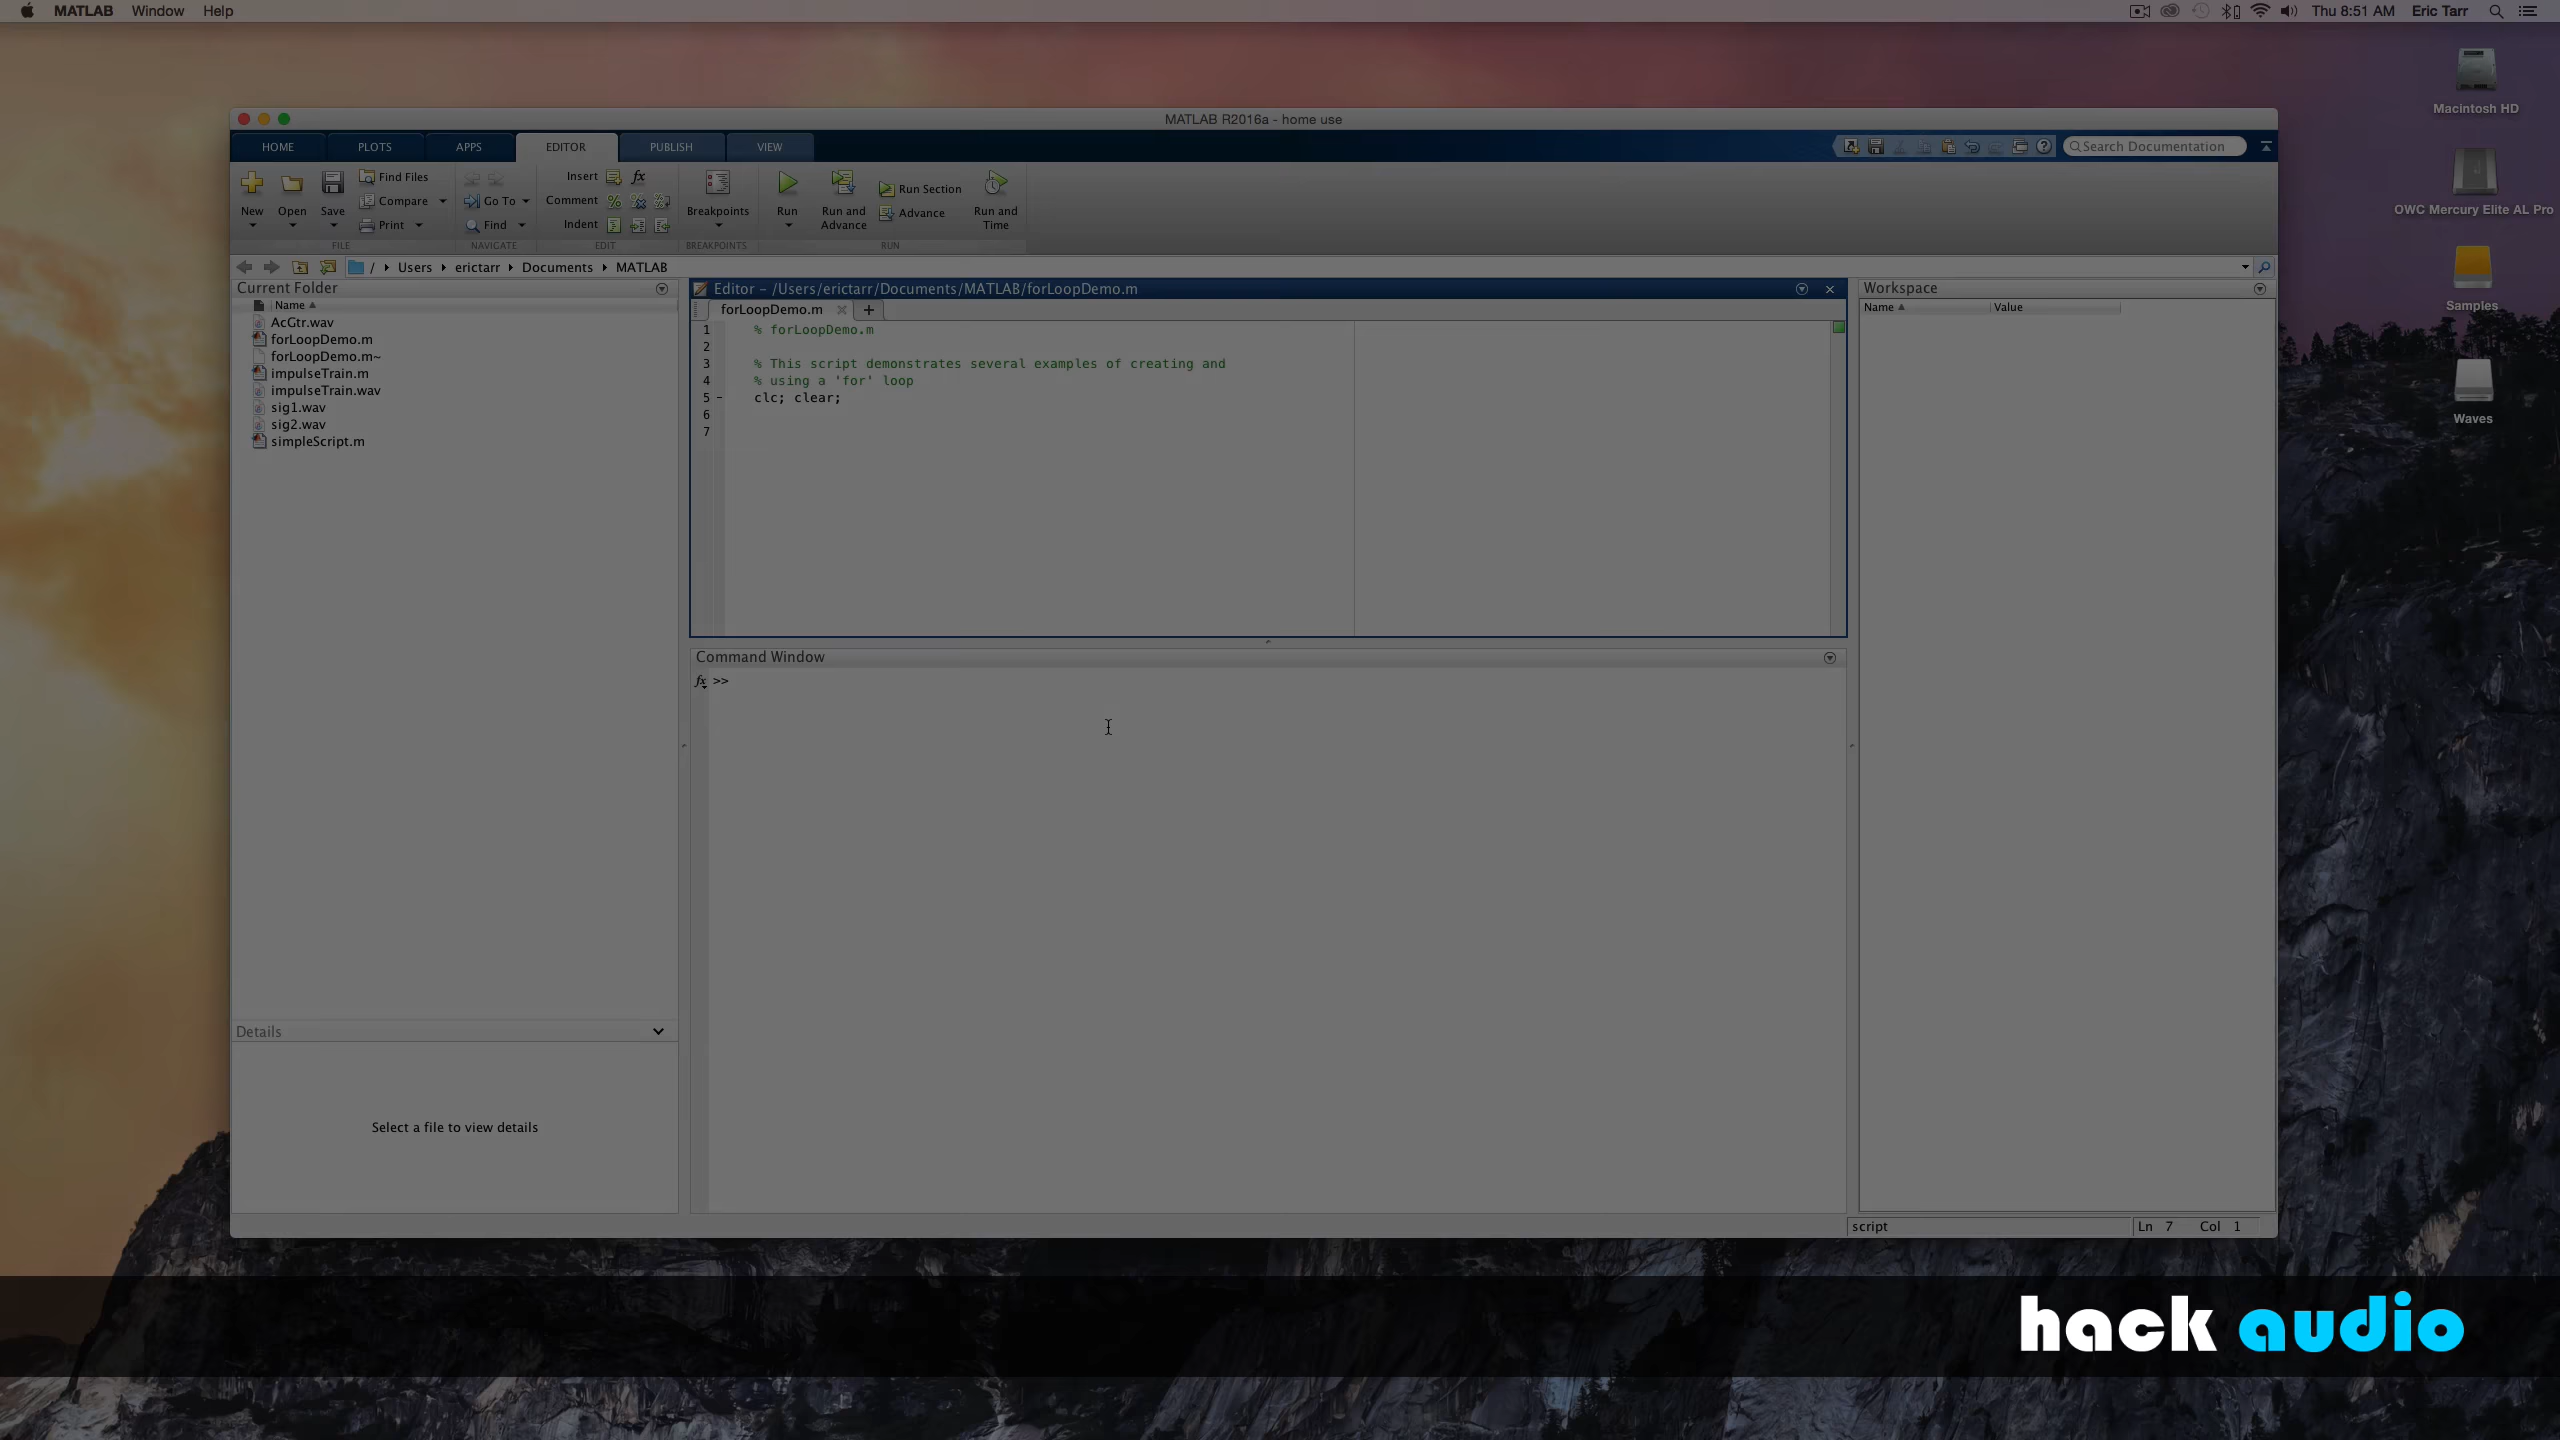 MATLAB Window Help
Thu 8:51 AM Eric Tarr
Macintosh HD
OWC Mercury Elite AL Pro
Samples
Waves
MATLAB R2016a - home use
HOME PLOTS APPS EDITOR PUBLISH VIEW
Search Documentation
New Open Save
Find Files
Compare
Print
Go To
Find
Insert fx
Comment
Indent
Breakpoints
Run
Run and Advance
Run Section
Advance
Run and Time
FILE NAVIGATE EDIT BREAKPOINTS RUN
/ Users erictarr Documents MATLAB
Current Folder
Name
AcGtr.wav
forLoopDemo.m
forLoopDemo.m~
impulseTrain.m
impulseTrain.wav
sig1.wav
sig2.wav
simpleScript.m
Details
Select a file to view details
Editor - /Users/erictarr/Documents/MATLAB/forLoopDemo.m
forLoopDemo.m
1 % forLoopDemo.m
2
3 % This script demonstrates several examples of creating and
4 % using a 'for' loop
5 - clc; clear;
6
7
Command Window
fx >>
Workspace
Name Value
script Ln 7 Col 1
hack audio